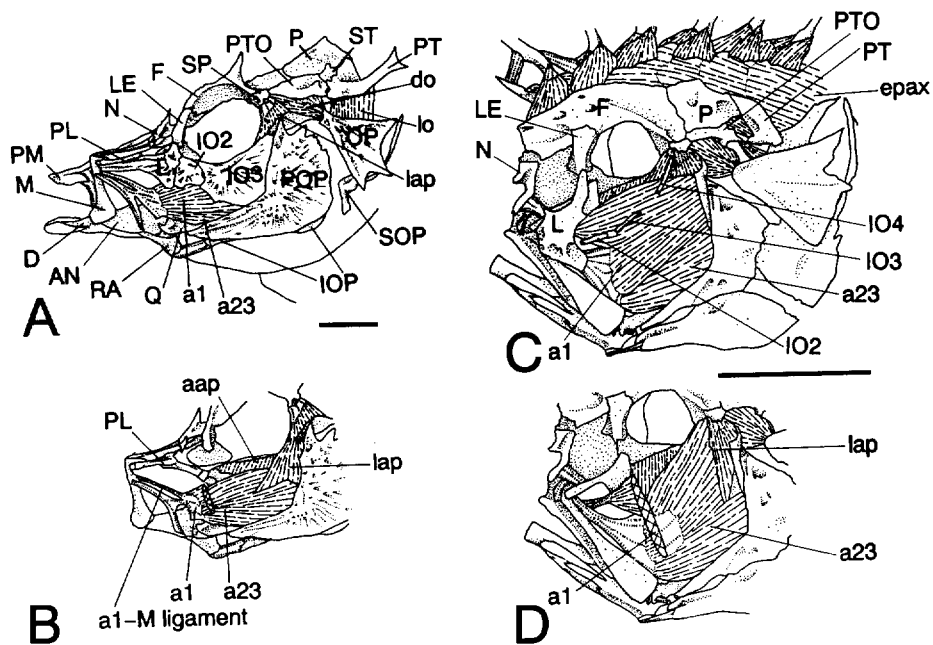 PTO
P
ST
PT
SP
F
LE
N
PL
PM
M
D
AN
RA
Q
a1
a23
IOP
SOP
lap
lo
do
IO2
L
IO3
POP
OP
A
PTO
PT
epax
F
P
LE
N
L
IO4
IO3
a23
IO2
a1
C
aap
PL
lap
a1
a23
a1-M ligament
B
lap
a23
a1
D